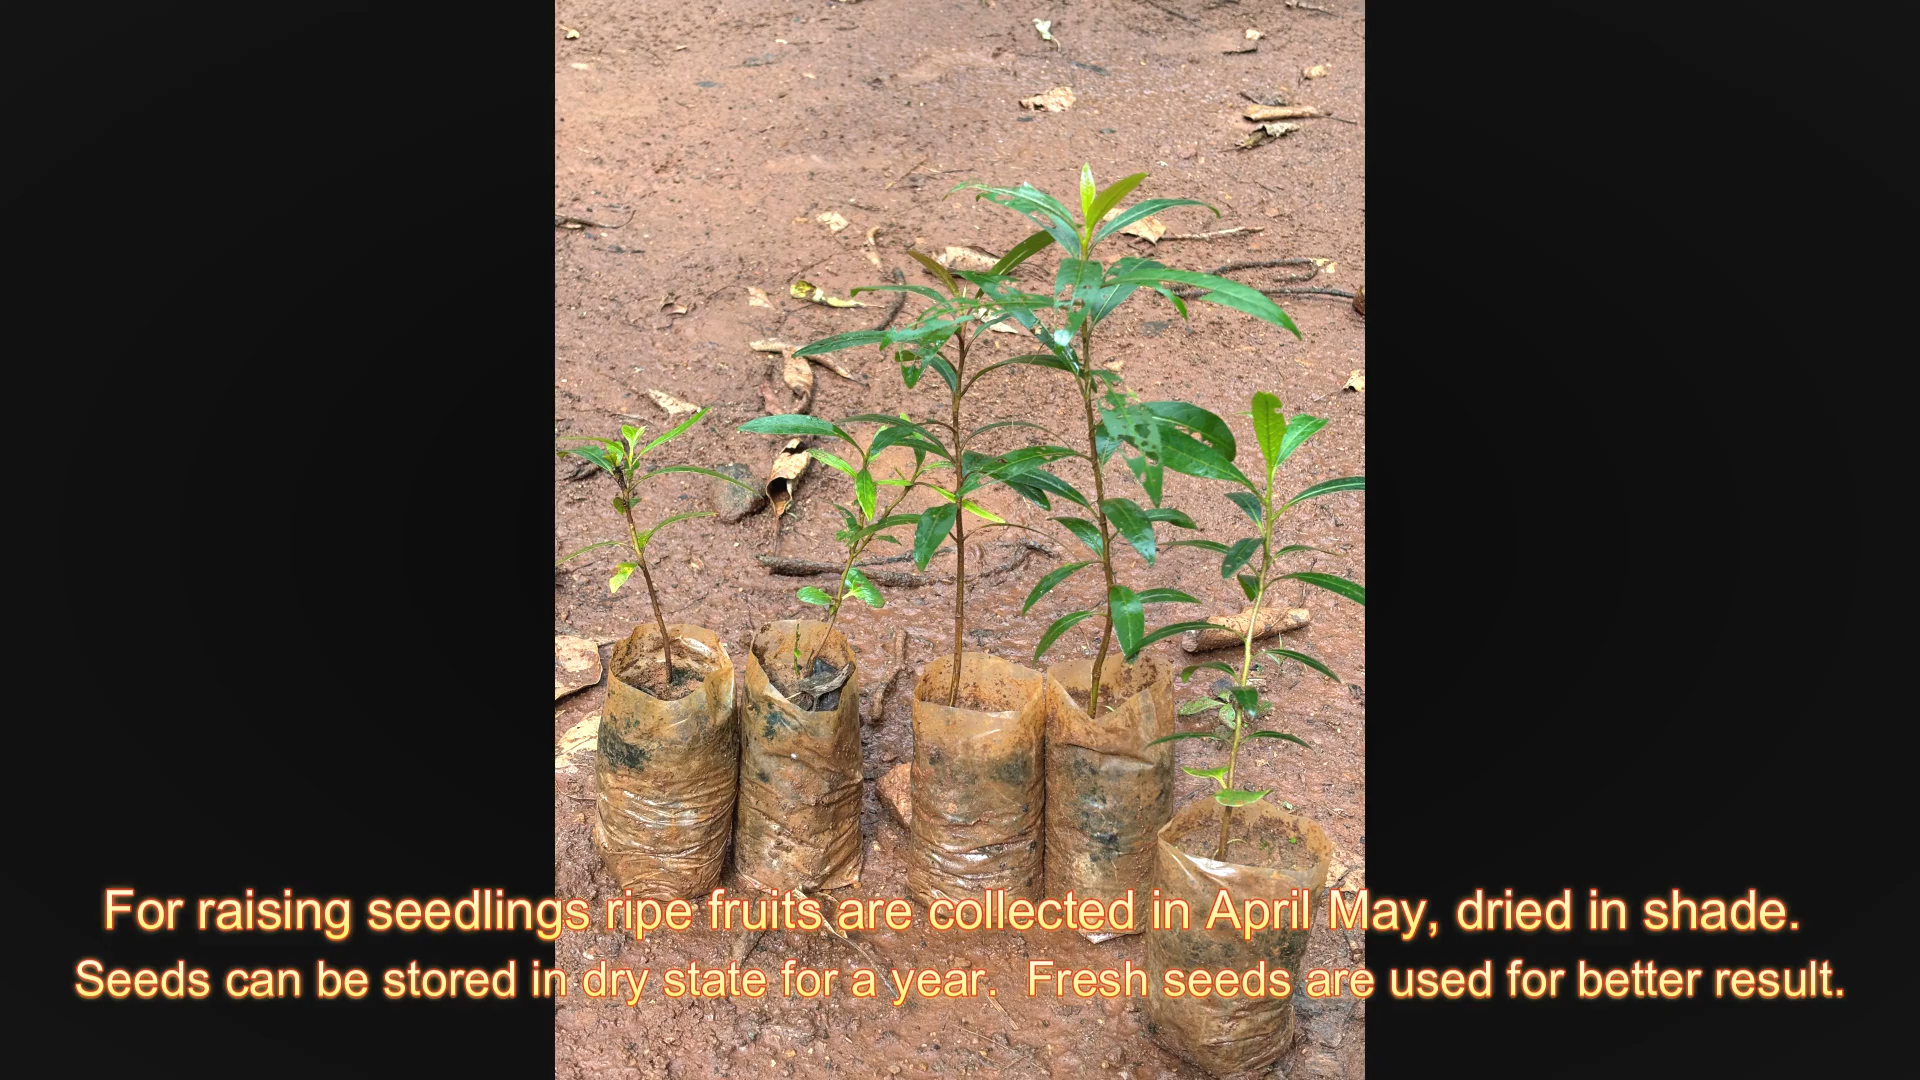 For raising seedlings ripe fruits are collected in April May, dried in shade.
Seeds can be stored in dry state for a year.  Fresh seeds are used for better result.